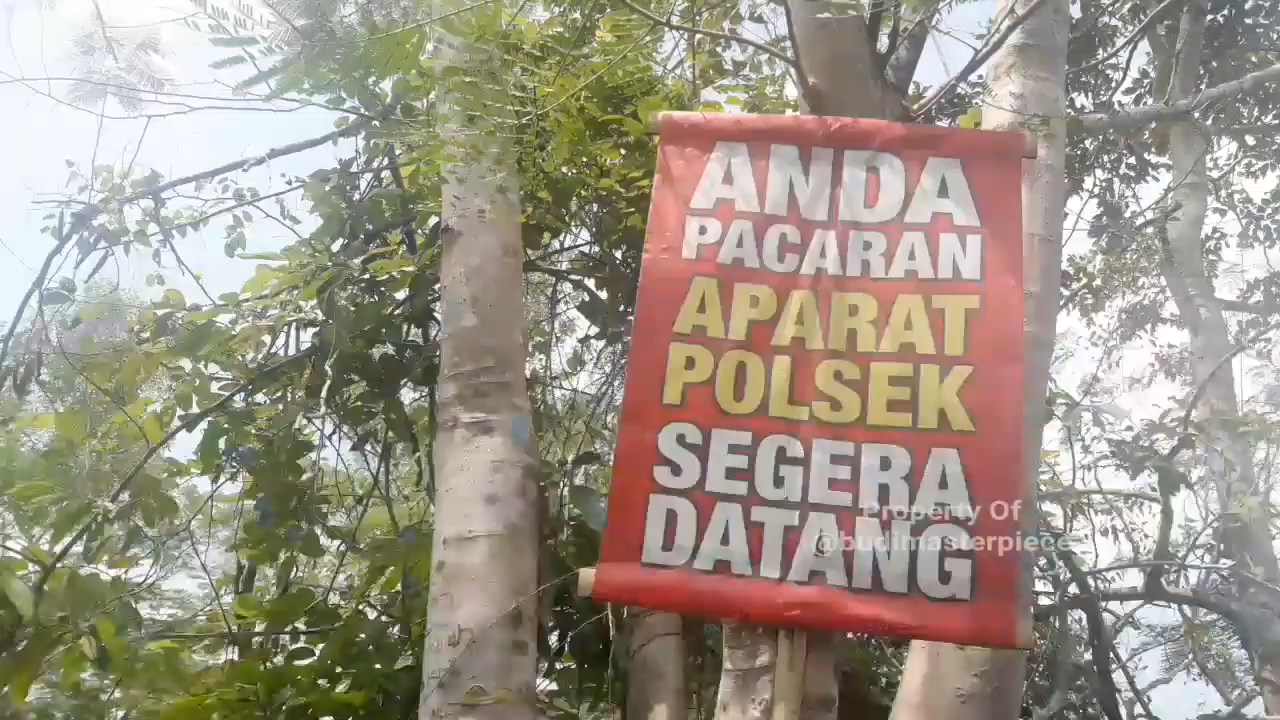 ANDA
PACARAN
APARAT
POLSEK
SEGERA
DATANG
Property Of
@budimasterpiece